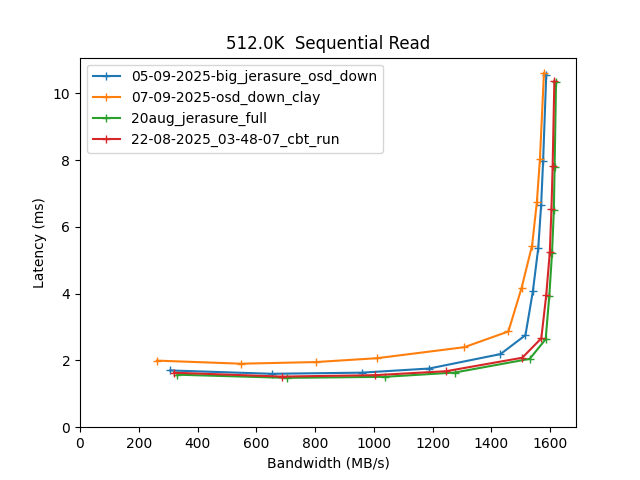 512.0K  Sequential Read
05-09-2025-big_jerasure_osd_down
07-09-2025-osd_down_clay
20aug_jerasure_full
22-08-2025_03-48-07_cbt_run
Latency (ms)
10
8
6
4
2
0
0 200 400 600 800 1000 1200 1400 1600
Bandwidth (MB/s)